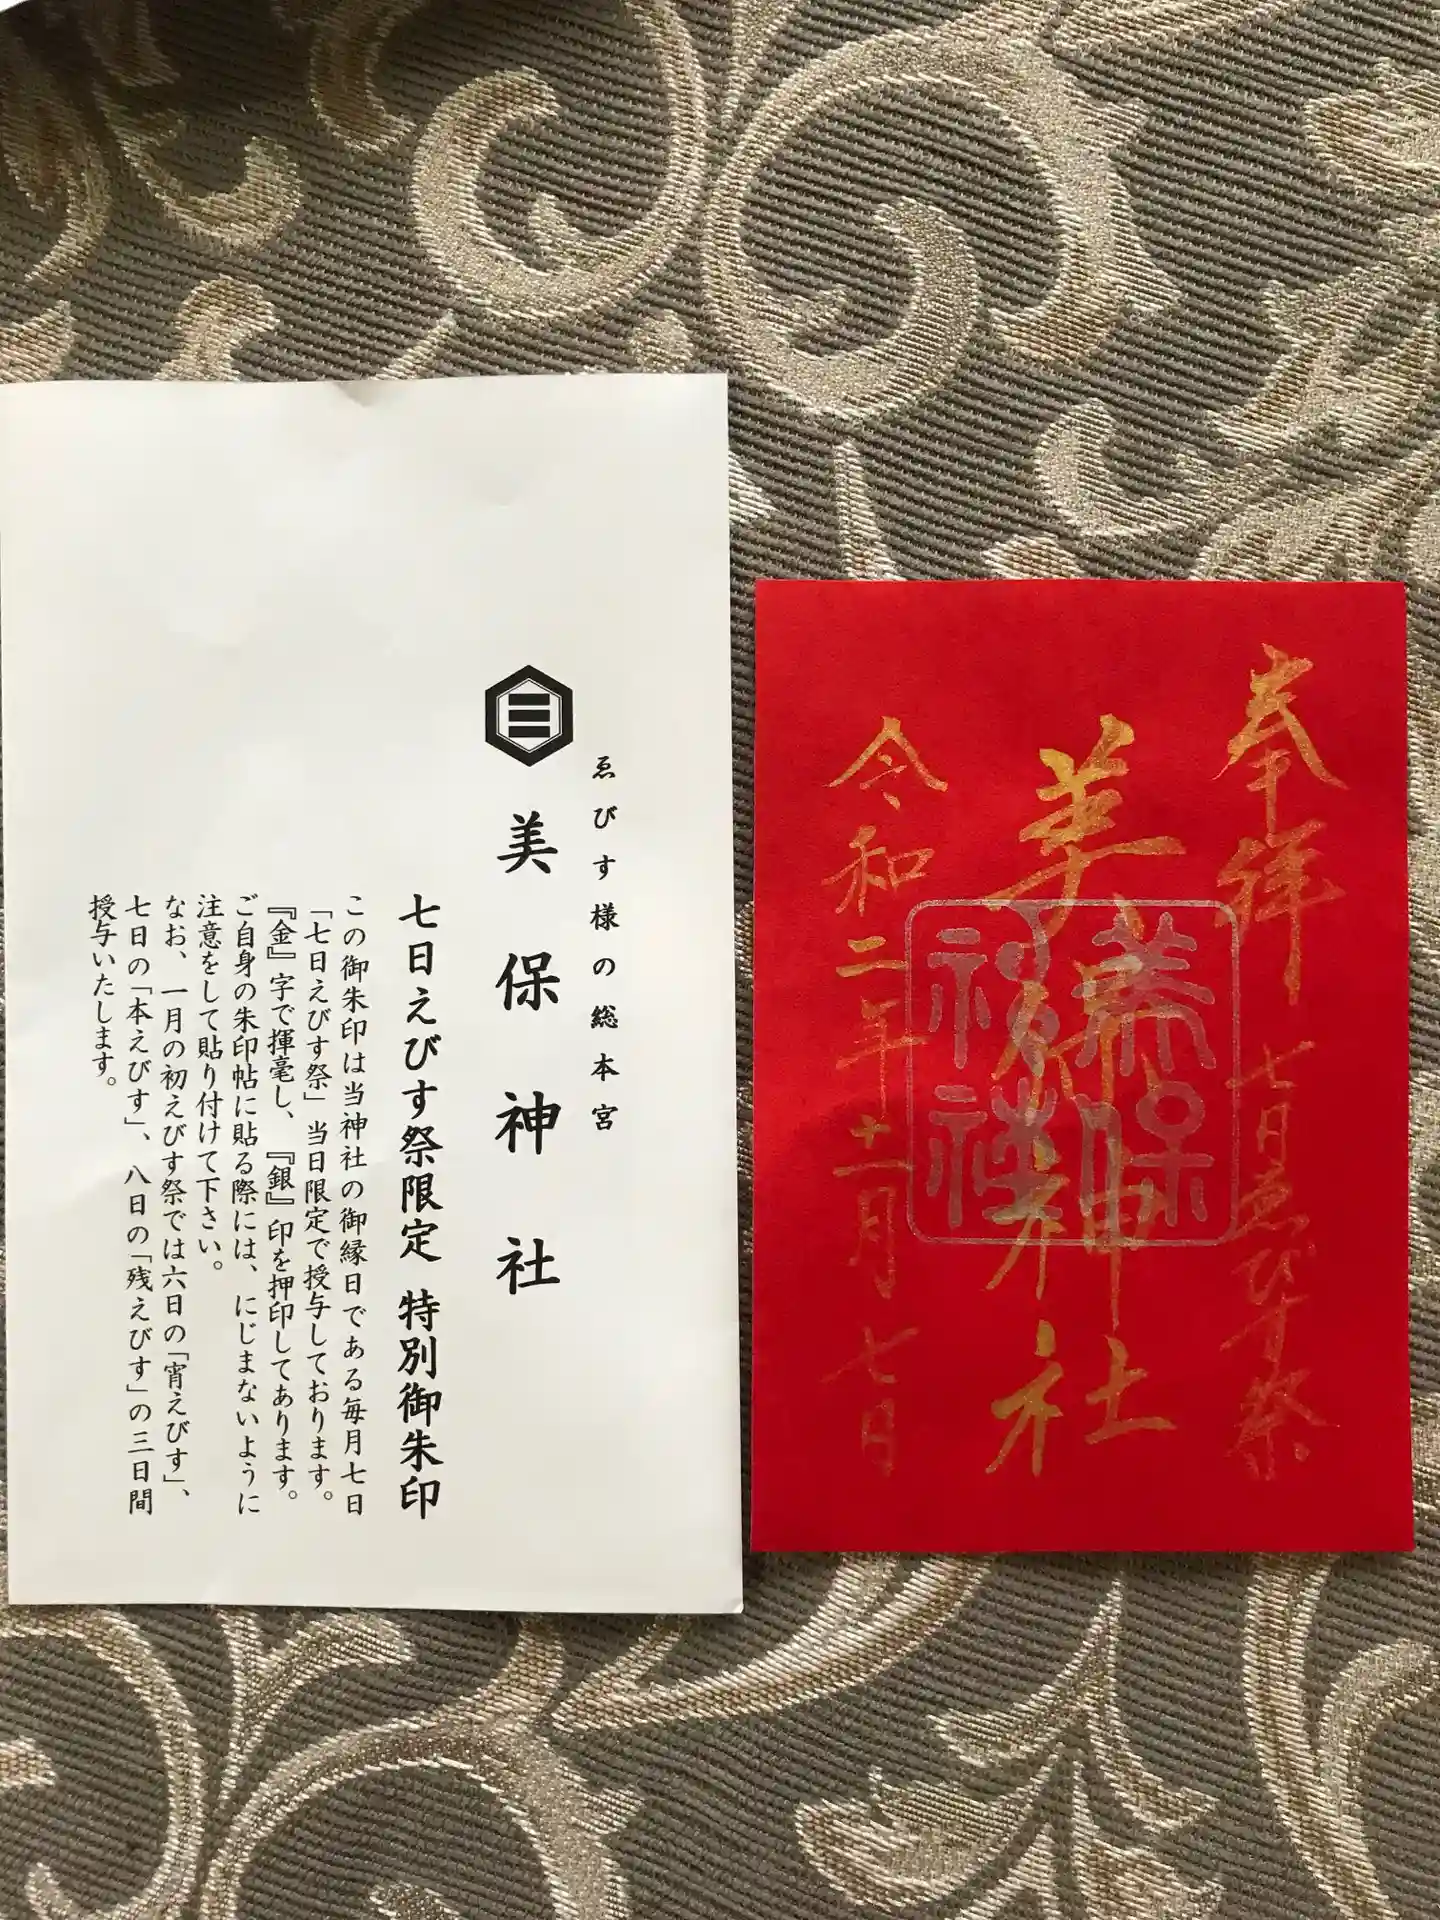 ゑびす様の総本宮
美保神社
七日えびす祭限定 特別御朱印
この御朱印は当神社の御縁日である毎月七日
「七日えびす祭」当日限定で授与しております。
『金』字で揮毫し、『銀』印を押印してあります。
ご自身の朱印帖に貼る際には、にじまないように
注意をして貼り付けて下さい。
なお、一月の初えびす祭では六日の「宵えびす」、
七日の「本えびす」、八日の「残えびす」の三日間
授与いたします。
奉拝 七日ゑびす祭
美保神社
令和二年十二月七日
美保
神社